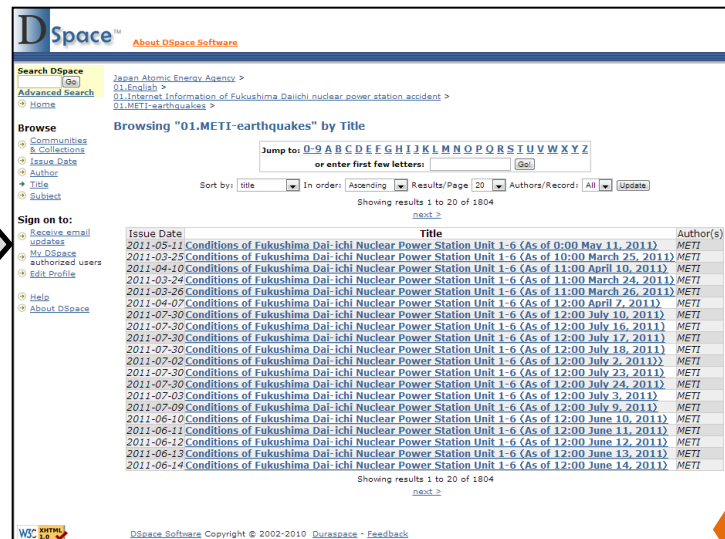 DSpace™ About DSpace Software
Search DSpace
Go
Advanced Search
Home
Browse
Communities
& Collections
Issue Date
Author
Title
Subject
Sign on to:
Receive email
updates
My DSpace
authorized users
Edit Profile
Help
About DSpace
Japan Atomic Energy Agency >
01.English >
01.Internet Information of Fukushima Daiichi nuclear power station accident >
01.METI-earthquakes >
Browsing "01.METI-earthquakes" by Title
Jump to: 0-9 A B C D E F G H I J K L M N O P Q R S T U V W X Y Z
or enter first few letters: Go!
Sort by: title In order: Ascending Results/Page 20 Authors/Record: All Update
Showing results 1 to 20 of 1804
next >
Issue Date Title Author(s)
2011-05-11 Conditions of Fukushima Dai-ichi Nuclear Power Station Unit 1-6 (As of 0:00 May 11, 2011) METI
2011-03-25 Conditions of Fukushima Dai-ichi Nuclear Power Station Unit 1-6 (As of 10:00 March 25, 2011) METI
2011-04-10 Conditions of Fukushima Dai-ichi Nuclear Power Station Unit 1-6 (As of 11:00 April 10, 2011) METI
2011-03-24 Conditions of Fukushima Dai-ichi Nuclear Power Station Unit 1-6 (As of 11:00 March 24, 2011) METI
2011-03-26 Conditions of Fukushima Dai-ichi Nuclear Power Station Unit 1-6 (As of 11:00 March 26, 2011) METI
2011-04-07 Conditions of Fukushima Dai-ichi Nuclear Power Station Unit 1-6 (As of 12:00 April 7, 2011) METI
2011-07-30 Conditions of Fukushima Dai-ichi Nuclear Power Station Unit 1-6 (As of 12:00 July 10, 2011) METI
2011-07-30 Conditions of Fukushima Dai-ichi Nuclear Power Station Unit 1-6 (As of 12:00 July 16, 2011) METI
2011-07-30 Conditions of Fukushima Dai-ichi Nuclear Power Station Unit 1-6 (As of 12:00 July 17, 2011) METI
2011-07-30 Conditions of Fukushima Dai-ichi Nuclear Power Station Unit 1-6 (As of 12:00 July 18, 2011) METI
2011-07-02 Conditions of Fukushima Dai-ichi Nuclear Power Station Unit 1-6 (As of 12:00 July 2, 2011)) METI
2011-07-30 Conditions of Fukushima Dai-ichi Nuclear Power Station Unit 1-6 (As of 12:00 July 23, 2011) METI
2011-07-30 Conditions of Fukushima Dai-ichi Nuclear Power Station Unit 1-6 (As of 12:00 July 24, 2011) METI
2011-07-03 Conditions of Fukushima Dai-ichi Nuclear Power Station Unit 1-6 (As of 12:00 July 3, 2011) METI
2011-07-09 Conditions of Fukushima Dai-ichi Nuclear Power Station Unit 1-6 (As of 12:00 July 9, 2011) METI
2011-06-10 Conditions of Fukushima Dai-ichi Nuclear Power Station Unit 1-6 (As of 12:00 June 10, 2011) METI
2011-06-11 Conditions of Fukushima Dai-ichi Nuclear Power Station Unit 1-6 (As of 12:00 June 11, 2011) METI
2011-06-12 Conditions of Fukushima Dai-ichi Nuclear Power Station Unit 1-6 (As of 12:00 June 12, 2011) METI
2011-06-13 Conditions of Fukushima Dai-ichi Nuclear Power Station Unit 1-6 (As of 12:00 June 13, 2011) METI
2011-06-14 Conditions of Fukushima Dai-ichi Nuclear Power Station Unit 1-6 (As of 12:00 June 14, 2011) METI
Showing results 1 to 20 of 1804
next >
W3C XHTML 1.0
DSpace Software Copyright © 2002-2010 Duraspace - Feedback